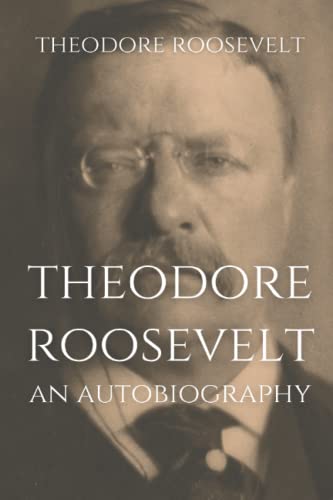 THEODORE ROOSEVELT
THEODORE
ROOSEVELT
AN AUTOBIOGRAPHY